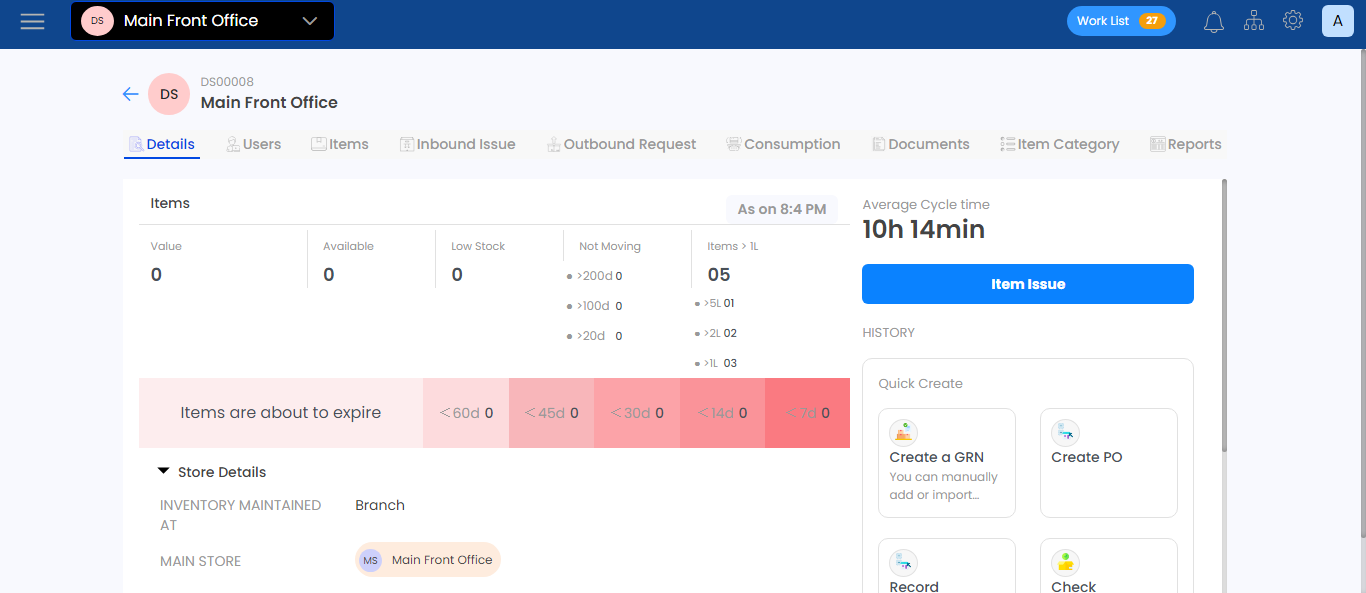 DS Main Front Office
Work List 27
A
DS
DS00008
Main Front Office
Details Users Items Inbound Issue Outbound Request Consumption Documents Item Category Reports
Items
As on 8:4 PM
Value
0
Available
0
Low Stock
0
Not Moving
>200d 0
>100d 0
>20d 0
Items > 1L
05
>5L 01
>2L 02
>1L 03
Items are about to expire
<60d 0
<45d 0
<30d 0
<14d 0
<7d 0
Store Details
INVENTORY MAINTAINED
AT
Branch
MAIN STORE
MS Main Front Office
Average Cycle time
10h 14min
Item Issue
HISTORY
Quick Create
Create a GRN
You can manually
add or import...
Create PO
Record
Check